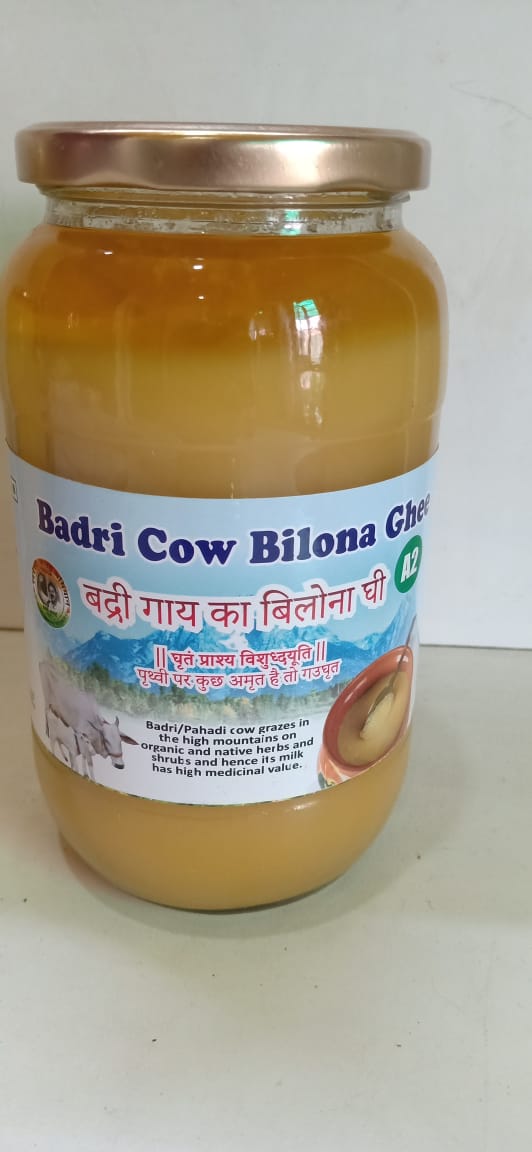 Badri Cow Bilona Ghee
A2
बद्री गाय का बिलोना घी
|| घृतं प्राश्य विशुध्दयूति ||
पृथ्वी पर कुछ अमृत है तो गउघृत
Badri/Pahadi cow grazes in
the high mountains on
organic and native herbs and
shrubs and hence its milk
has high medicinal value.